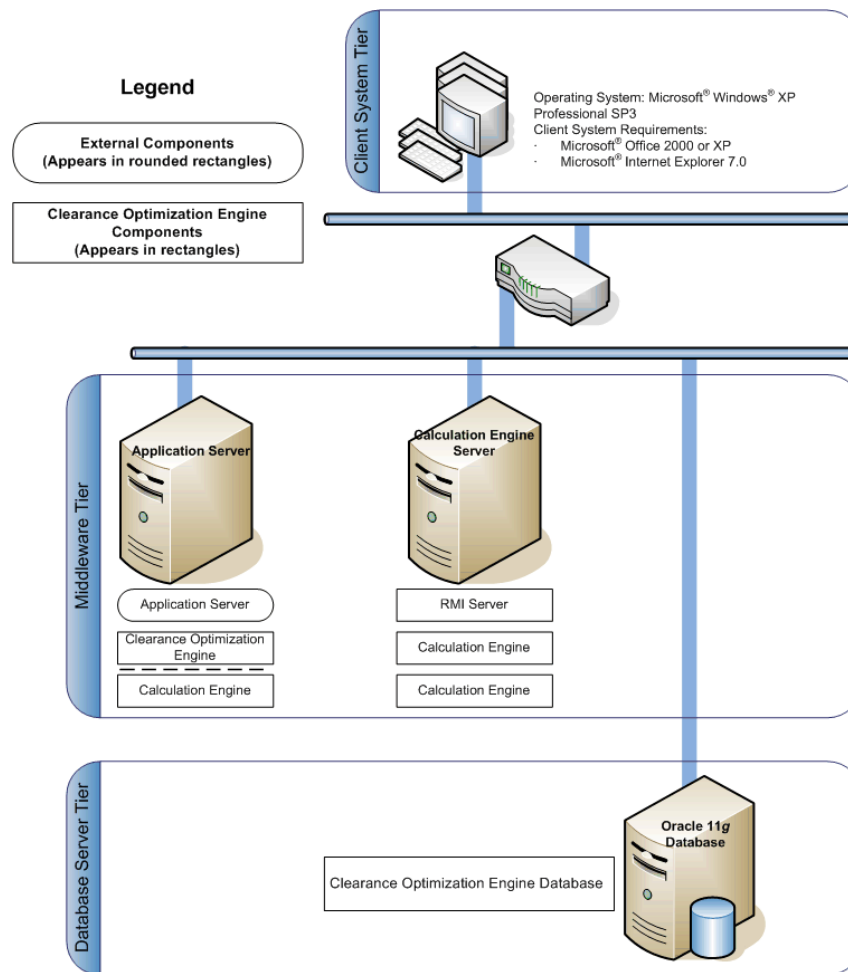 Client System Tier
Legend
External Components
(Appears in rounded rectangles)
Clearance Optimization Engine
Components
(Appears in rectangles)
Operating System: Microsoft® Windows® XP
Professional SP3
Client System Requirements:
· Microsoft® Office 2000 or XP
· Microsoft® Internet Explorer 7.0
Middleware Tier
Application Server
Calculation Engine
Server
Application Server
Clearance Optimization
Engine
Calculation Engine
RMI Server
Calculation Engine
Calculation Engine
Database Server Tier
Oracle 11g
Database
Clearance Optimization Engine Database